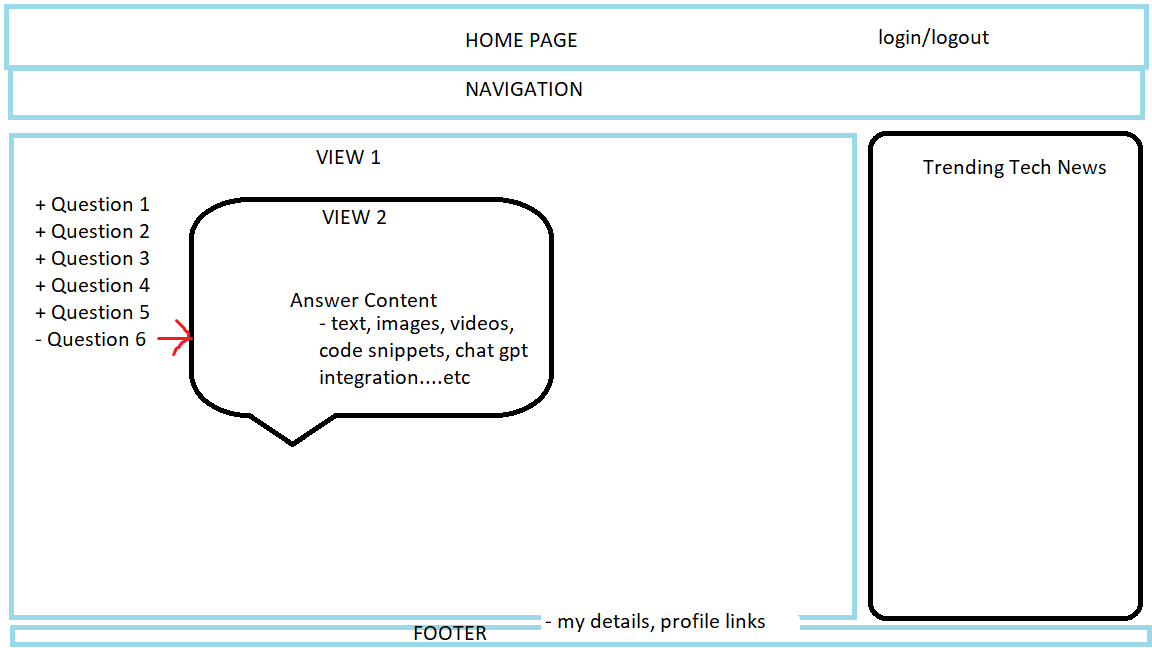 HOME PAGE
login/logout
NAVIGATION
VIEW 1
Trending Tech News
+ Question 1
+ Question 2
+ Question 3
+ Question 4
+ Question 5
- Question 6
VIEW 2
Answer Content
- text, images, videos,
code snippets, chat gpt
integration....etc
- my details, profile links
FOOTER